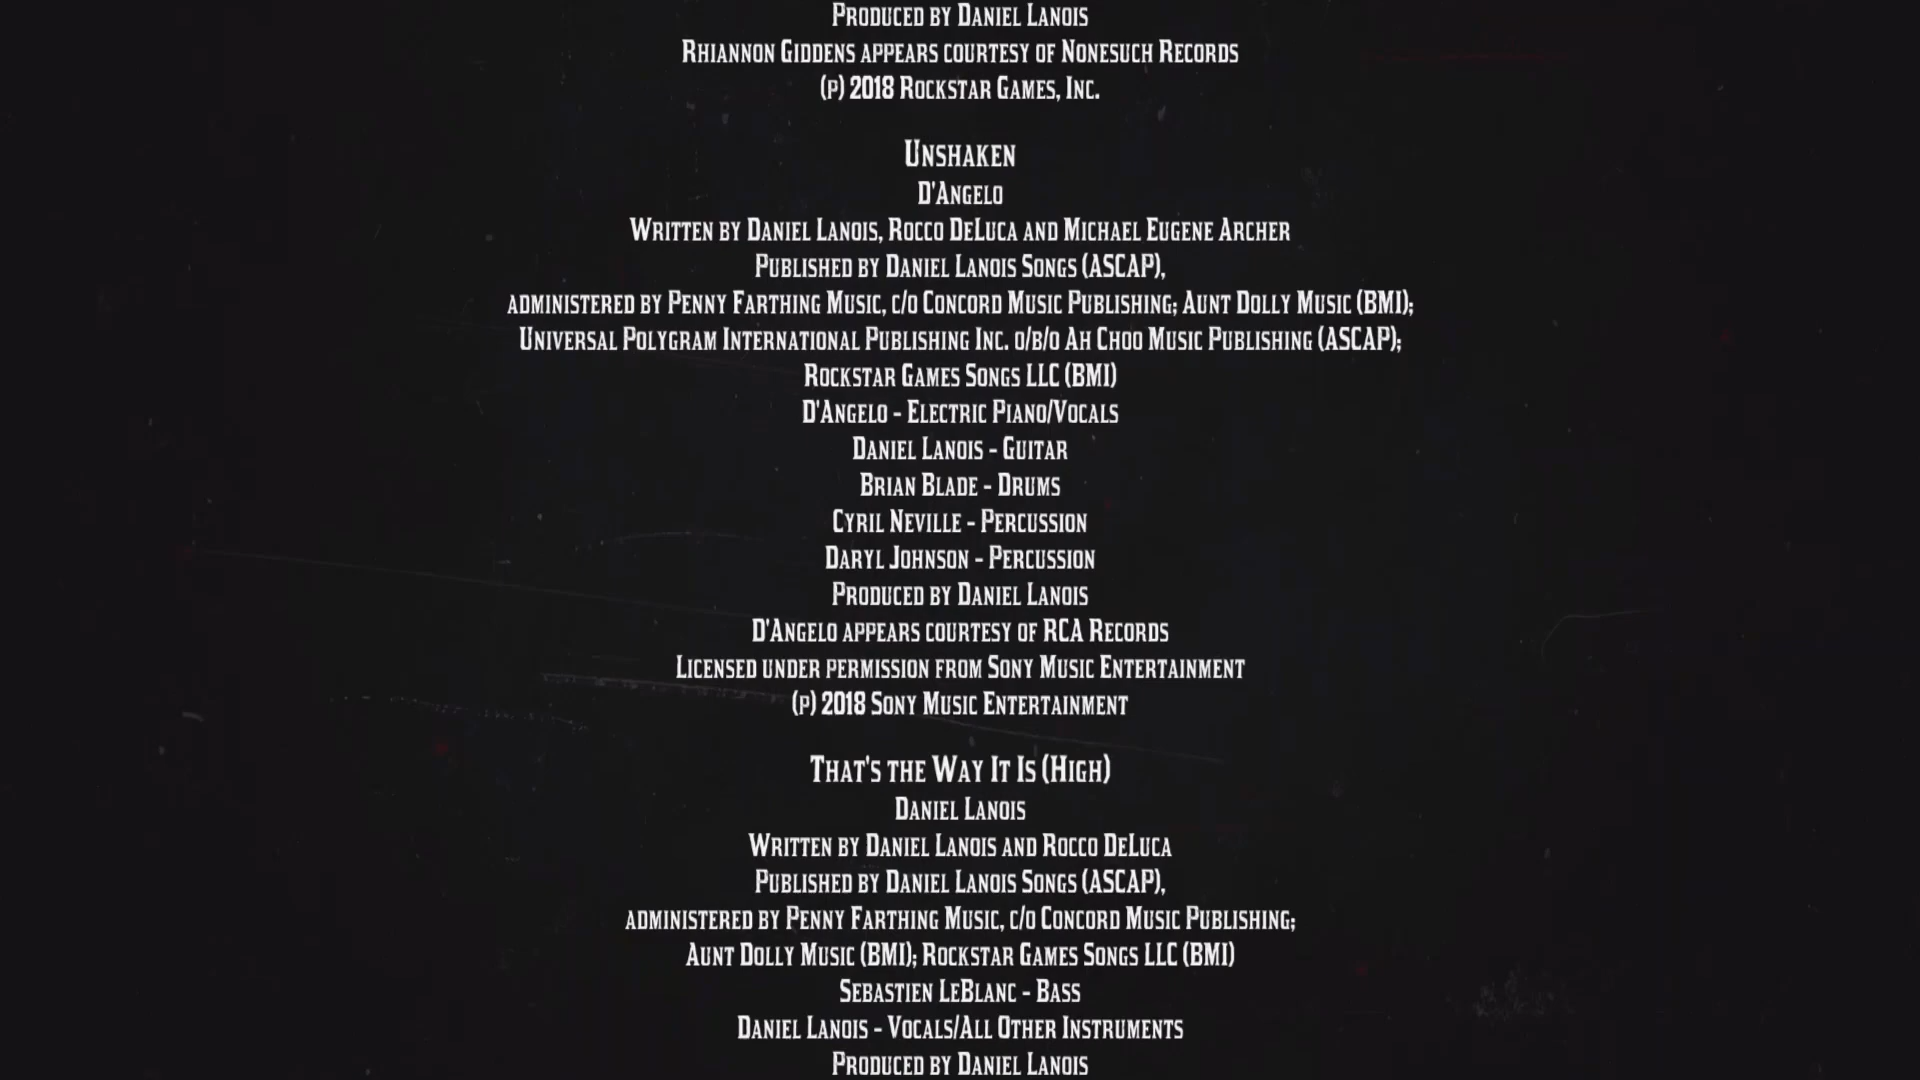 Produced by Daniel Lanois
Rhiannon Giddens appears courtesy of Nonesuch Records
(p) 2018 Rockstar Games, Inc.
Unshaken
D'Angelo
Written by Daniel Lanois, Rocco DeLuca and Michael Eugene Archer
Published by Daniel Lanois Songs (ASCAP),
administered by Penny Farthing Music, c/o Concord Music Publishing; Aunt Dolly Music (BMI);
Universal Polygram International Publishing Inc. o/b/o Ah Choo Music Publishing (ASCAP);
Rockstar Games Songs LLC (BMI)
D'Angelo - Electric Piano/Vocals
Daniel Lanois - Guitar
Brian Blade - Drums
Cyril Neville - Percussion
Daryl Johnson - Percussion
Produced by Daniel Lanois
D'Angelo appears courtesy of RCA Records
Licensed under permission from Sony Music Entertainment
(p) 2018 Sony Music Entertainment
That's the Way It Is (High)
Daniel Lanois
Written by Daniel Lanois and Rocco DeLuca
Published by Daniel Lanois Songs (ASCAP),
administered by Penny Farthing Music, c/o Concord Music Publishing;
Aunt Dolly Music (BMI); Rockstar Games Songs LLC (BMI)
Sebastien LeBlanc - Bass
Daniel Lanois - Vocals/All Other Instruments
Produced by Daniel Lanois